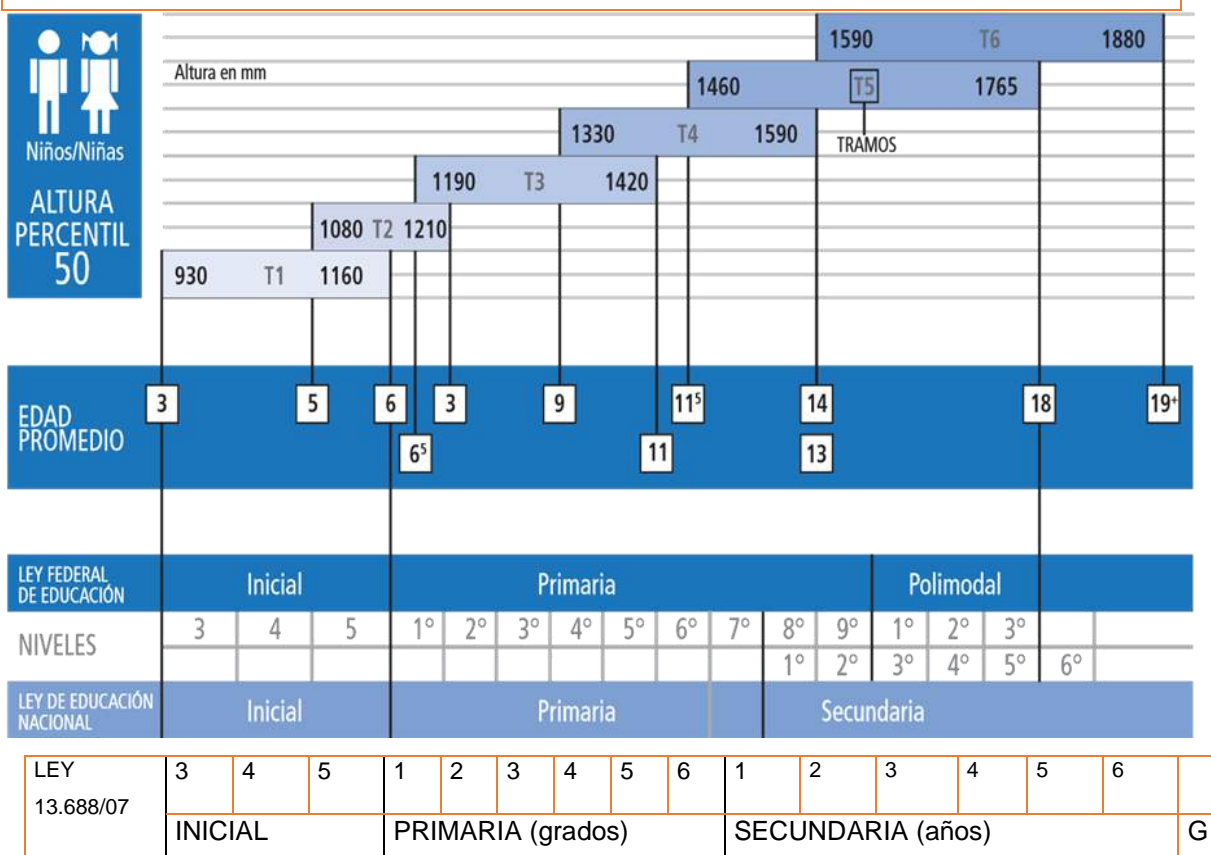 1590 T6 1880
Altura en mm
1460 T5 1765
1330 T4 1590
TRAMOS
Niños/Niñas
1190 T3 1420
ALTURA
PERCENTIL
50
1080 T2 1210
930 T1 1160
EDAD
PROMEDIO
3 5 6 3 9 11⁵ 14 18 19⁺
6⁵ 11 13
LEY FEDERAL
DE EDUCACIÓN
Inicial Primaria Polimodal
NIVELES
3 4 5 1° 2° 3° 4° 5° 6° 7° 8° 9° 1° 2° 3°
1° 2° 3° 4° 5° 6°
LEY DE EDUCACIÓN
NACIONAL
Inicial Primaria Secundaria
LEY
13.688/07
3 4 5 1 2 3 4 5 6 1 2 3 4 5 6
INICIAL PRIMARIA (grados) SECUNDARIA (años) G